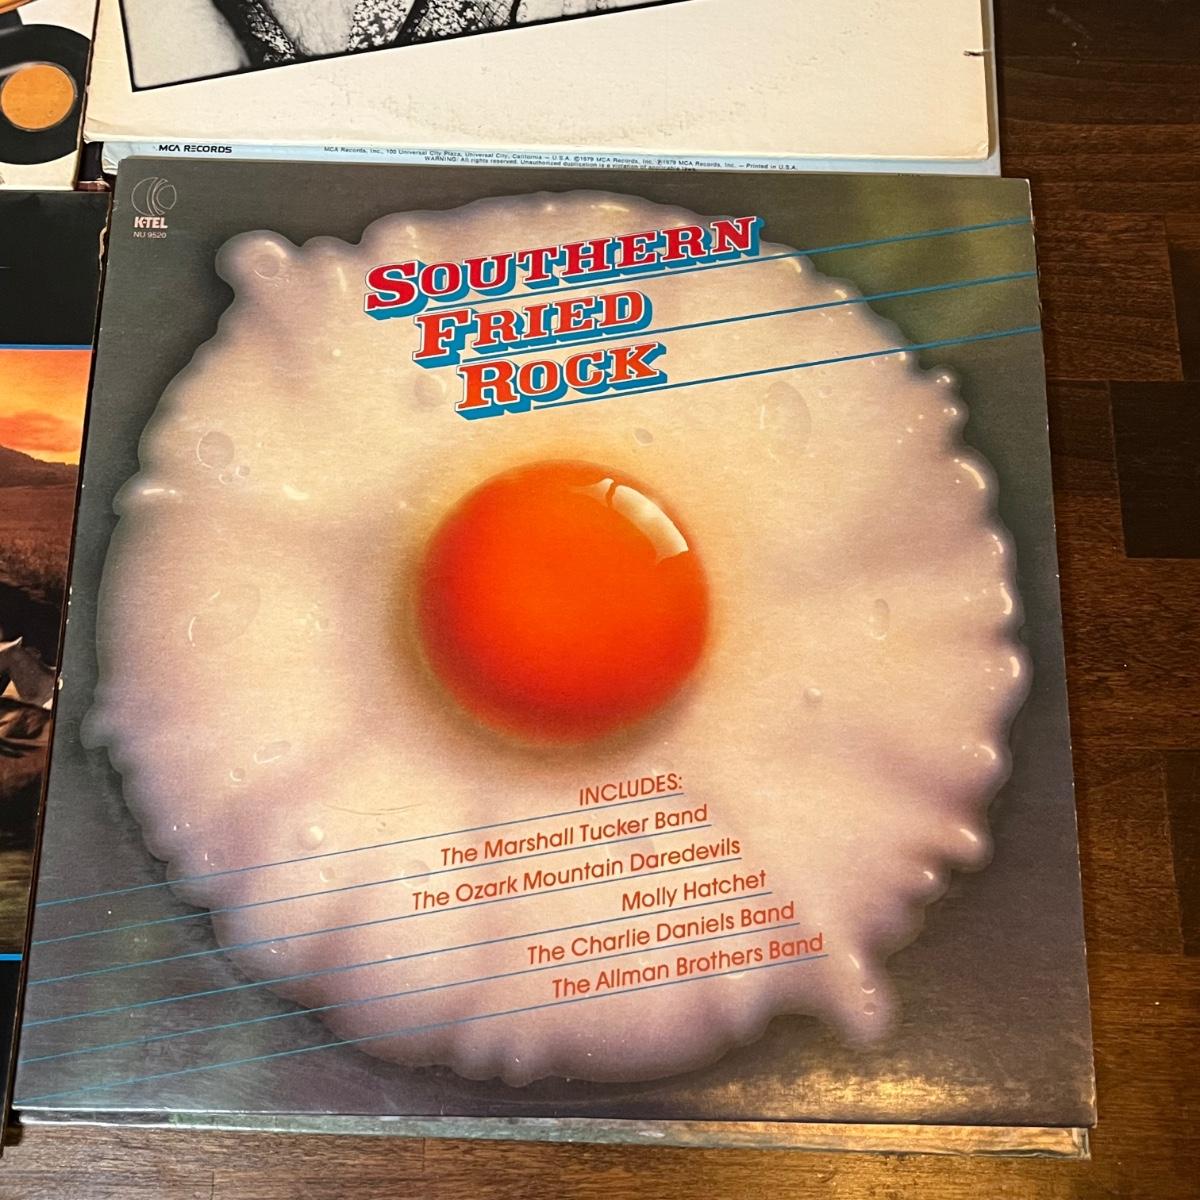 MCA RECORDS
MCA Records, Inc., 100 Universal City Plaza, Universal City, California — U.S.A. ©1979 MCA Records, Inc. ℗1979 MCA Records, Inc. — Printed in U.S.A.
WARNING: All rights reserved. Unauthorized duplication is a violation of applicable laws.
K-TEL
NU 9520
SOUTHERN
FRIED
ROCK
INCLUDES:
The Marshall Tucker Band
The Ozark Mountain Daredevils
Molly Hatchet
The Charlie Daniels Band
The Allman Brothers Band